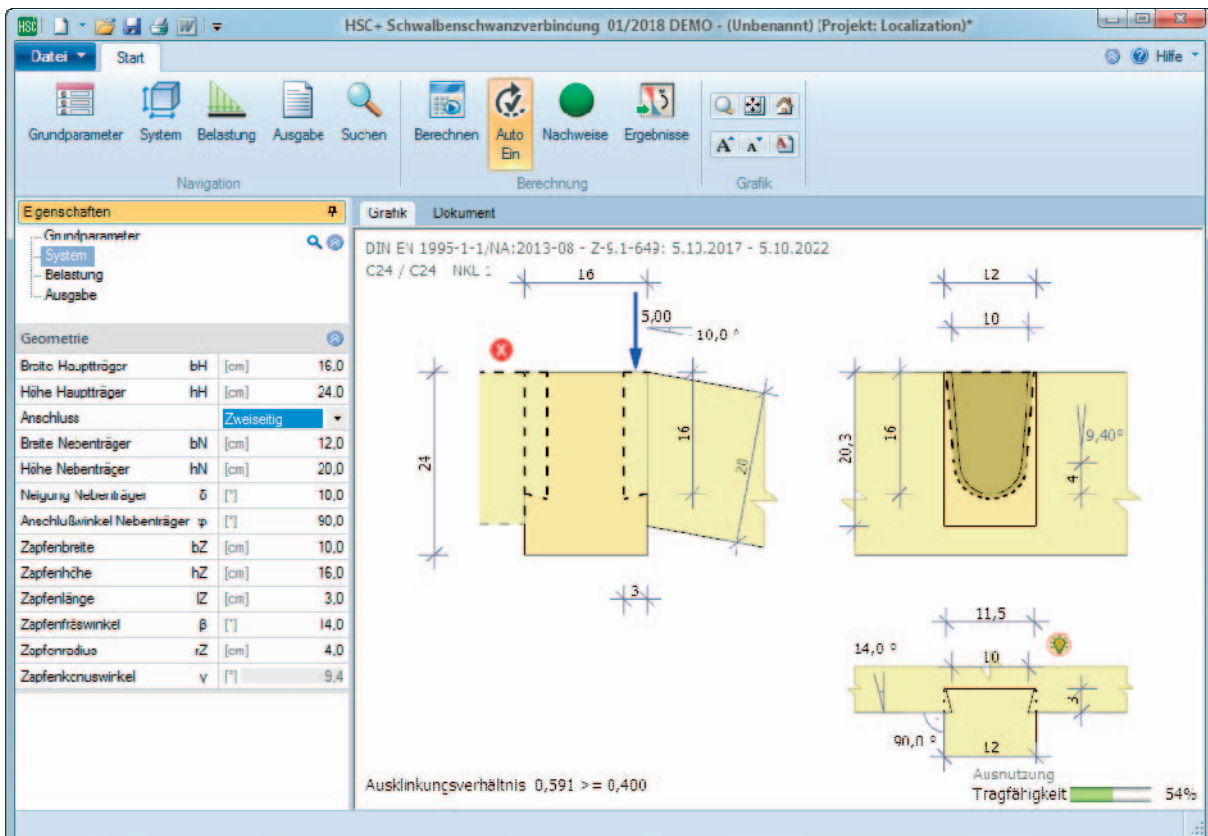 HSC
HSC+ Schwalbenschwanzverbindung 01/2018 DEMO - (Unbenannt) (Projekt: Localization)*
Datei Start Hilfe
Grundparameter System Belastung Ausgabe Suchen Berechnen Auto Ein Nachweise Ergebnisse
Navigation Berechnung Grafik
Eigenschaften
Grundparameter
System
Belastung
Ausgabe
Geometrie
Breite Hauptträger bH [cm] 16,0
Höhe Hauptträger hH [cm] 24,0
Anschluss Zweiseitig
Breite Nebenträger bN [cm] 12,0
Höhe Nebenträger hN [cm] 20,0
Neigung Nebenträger δ [°] 10,0
Anschlußwinkel Nebenträger φ [°] 90,0
Zapfenbreite bZ [cm] 10,0
Zapfenhöhe hZ [cm] 16,0
Zapfenlänge lZ [cm] 3,0
Zapfenfräswinkel β [°] 14,0
Zapfenradius rZ [cm] 4,0
Zapfenkonuswinkel γ [°] 9,4
Grafik Dokument
DIN EN 1995-1-1/NA:2013-08 - Z-9.1-649: 5.10.2017 - 5.10.2022
C24 / C24 NKL
16
5,00
10,0 °
24
16
20
3
12
10
20,3
16
9,40°
4
11,5
14,0 °
10
3
90,0 °
12
Ausklinkungsverhältnis 0,591 >= 0,400
Ausnutzung
Tragfähigkeit 54%